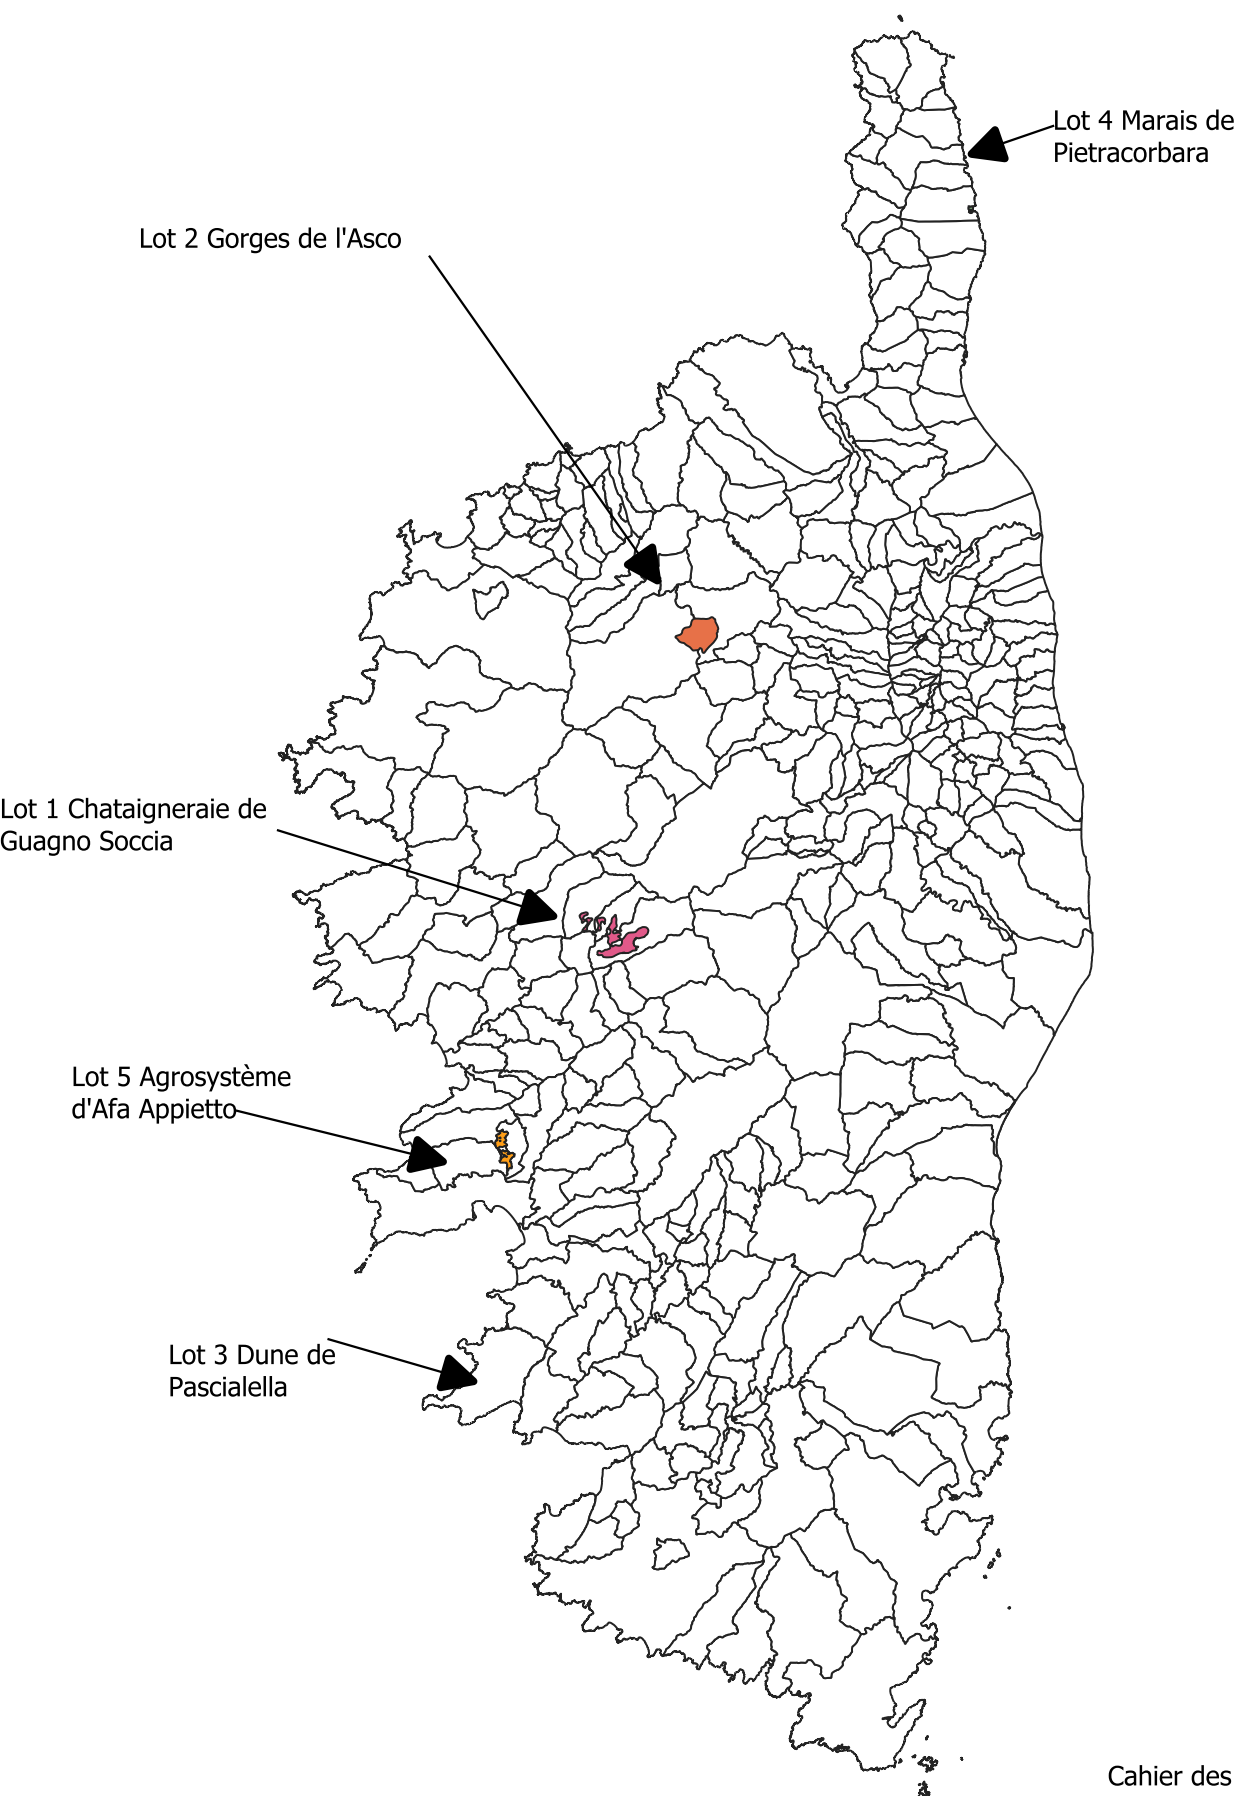 Lot 4 Marais de
Pietracorbara
Lot 2 Gorges de l'Asco
Lot 1 Chataigneraie de
Guagno Soccia
Lot 5 Agrosystème
d'Afa Appietto
Lot 3 Dune de
Pascialella
Cahier des